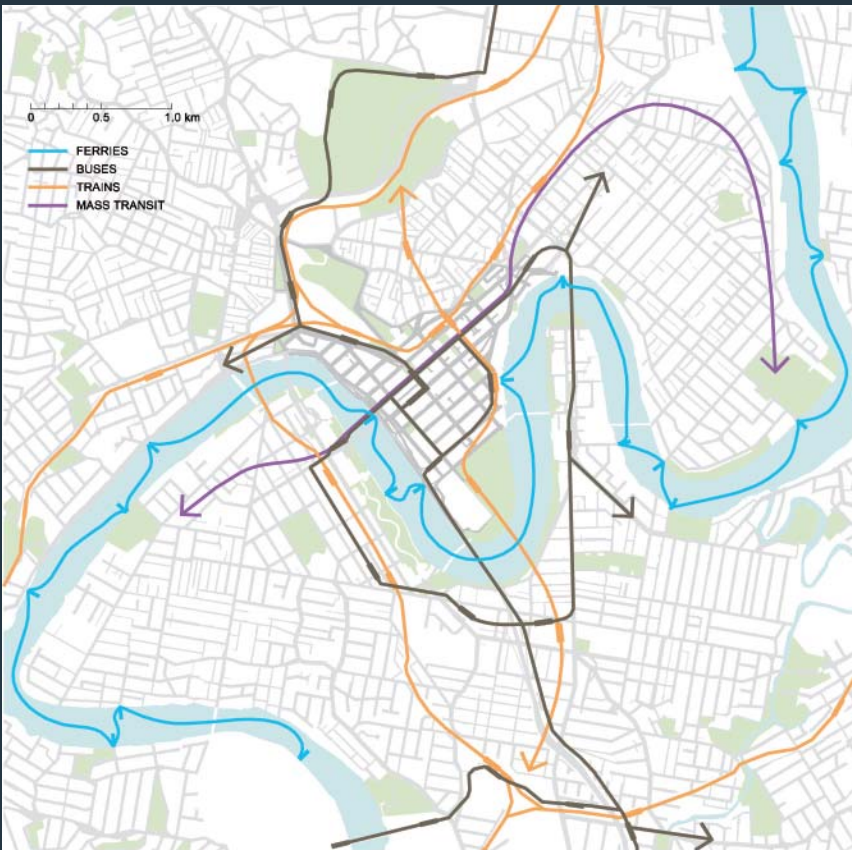 0 0.5 1.0 km
FERRIES
BUSES
TRAINS
MASS TRANSIT